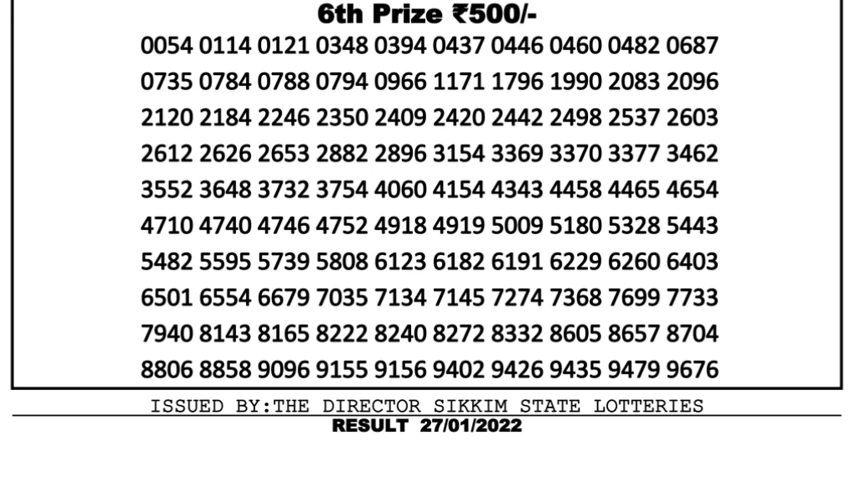 6th Prize ₹500/-
0054 0114 0121 0348 0394 0437 0446 0460 0482 0687
0735 0784 0788 0794 0966 1171 1796 1990 2083 2096
2120 2184 2246 2350 2409 2420 2442 2498 2537 2603
2612 2626 2653 2882 2896 3154 3369 3370 3377 3462
3552 3648 3732 3754 4060 4154 4343 4458 4465 4654
4710 4740 4746 4752 4918 4919 5009 5180 5328 5443
5482 5595 5739 5808 6123 6182 6191 6229 6260 6403
6501 6554 6679 7035 7134 7145 7274 7368 7699 7733
7940 8143 8165 8222 8240 8272 8332 8605 8657 8704
8806 8858 9096 9155 9156 9402 9426 9435 9479 9676
ISSUED BY:THE DIRECTOR SIKKIM STATE LOTTERIES
RESULT 27/01/2022